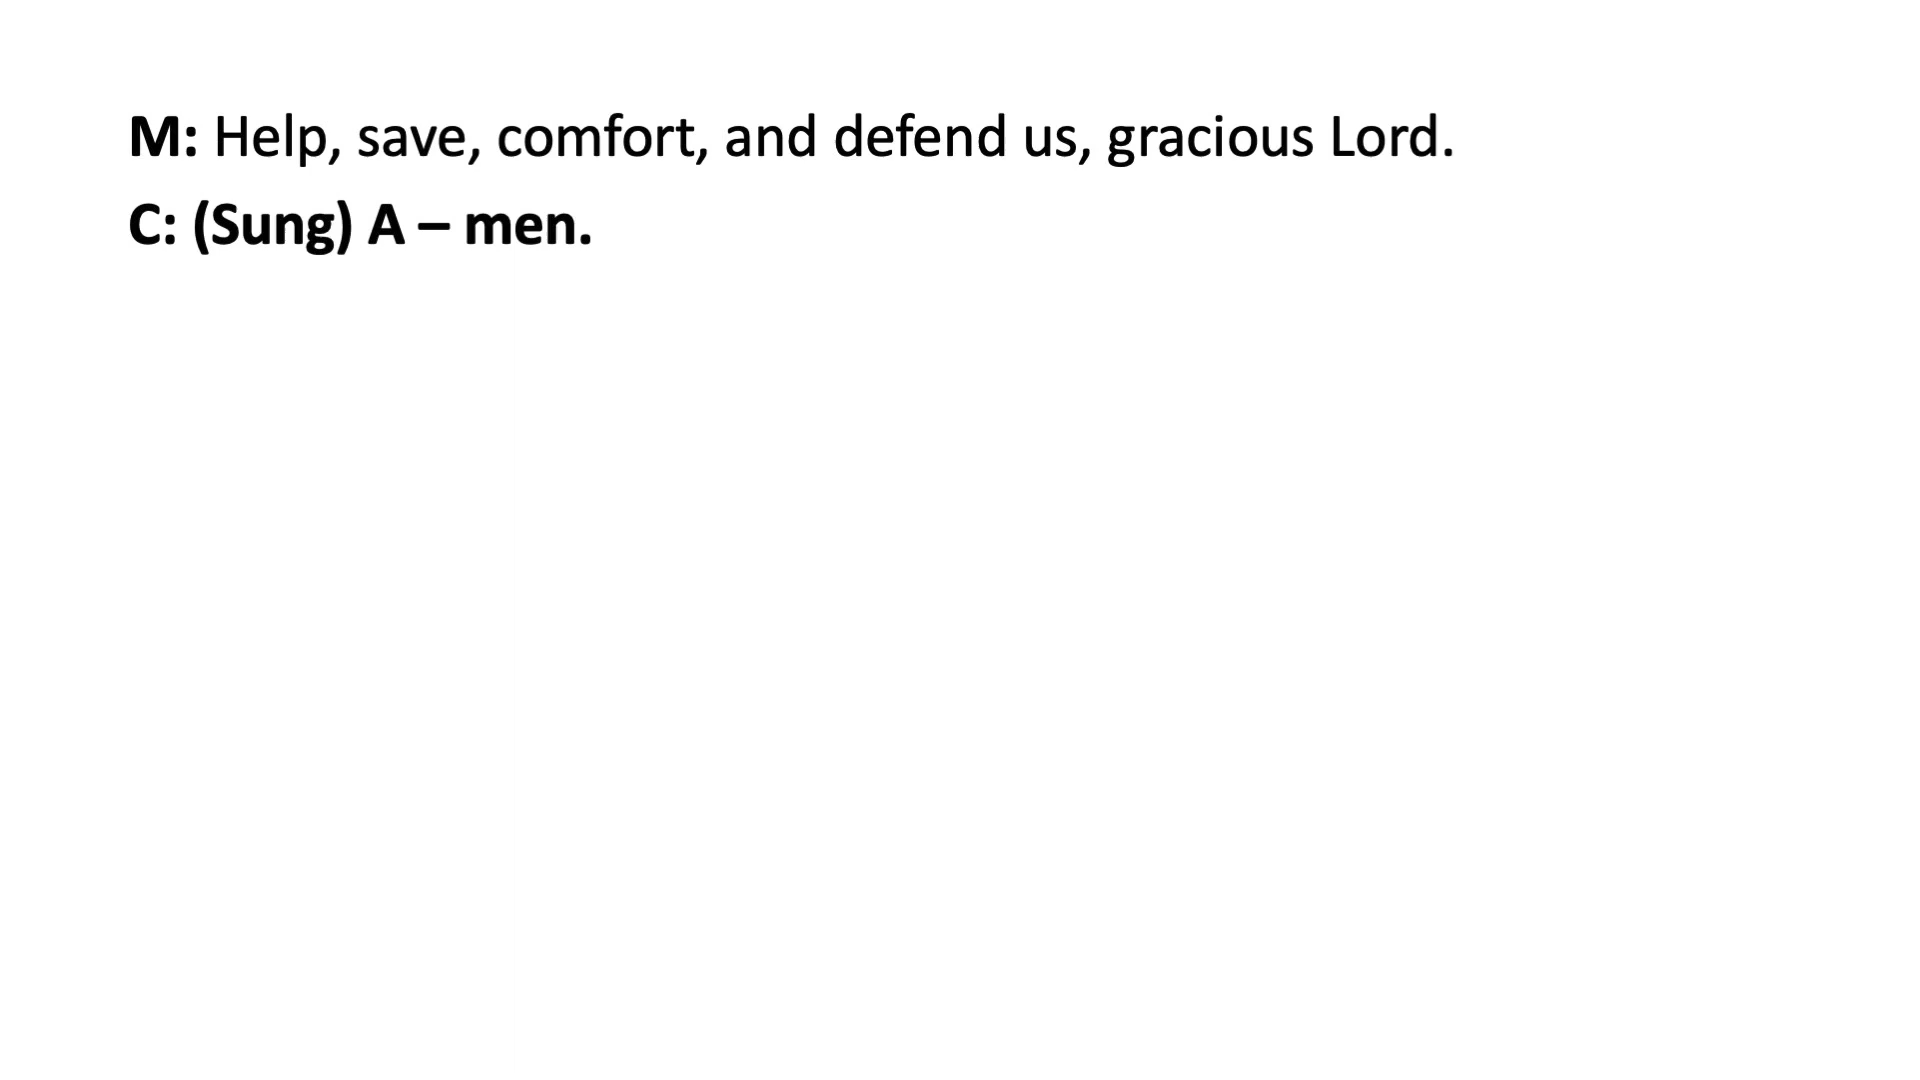 M: Help, save, comfort, and defend us, gracious Lord.
C: (Sung) A – men.